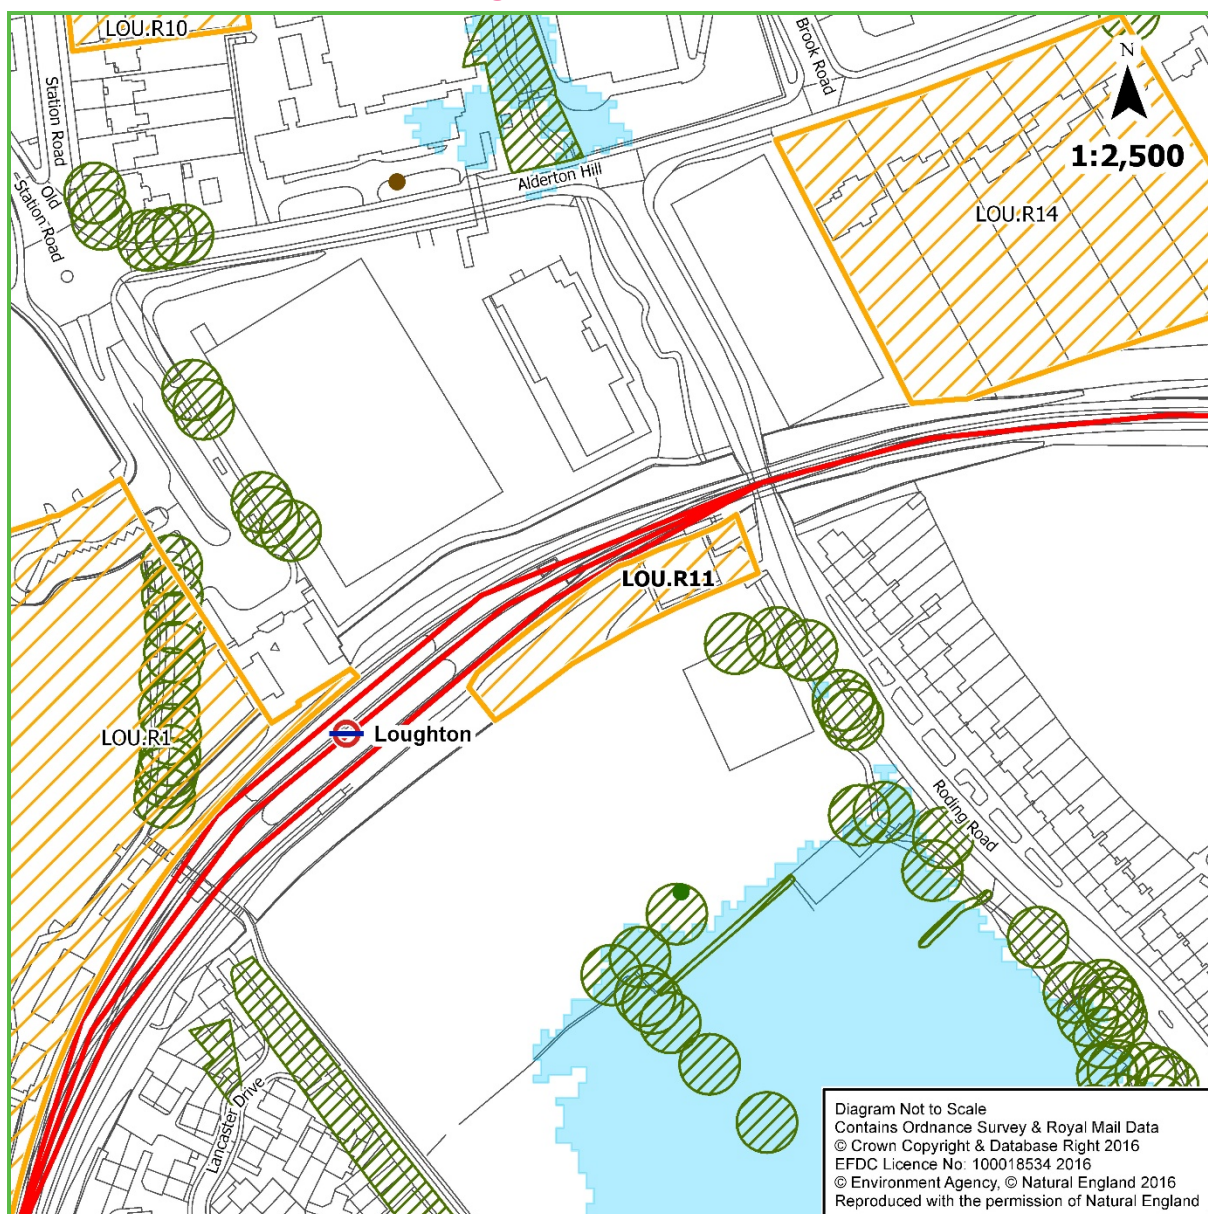 LOU.R10
Station Road
Old
Station Road
Brook Road
N
1:2,500
Alderton Hill
LOU.R14
LOU.R11
LOU.R1
Loughton
Roding Road
Lancaster Drive
Diagram Not to Scale
Contains Ordnance Survey & Royal Mail Data
© Crown Copyright & Database Right 2016
EFDC Licence No: 100018534 2016
© Environment Agency, © Natural England 2016
Reproduced with the permission of Natural England